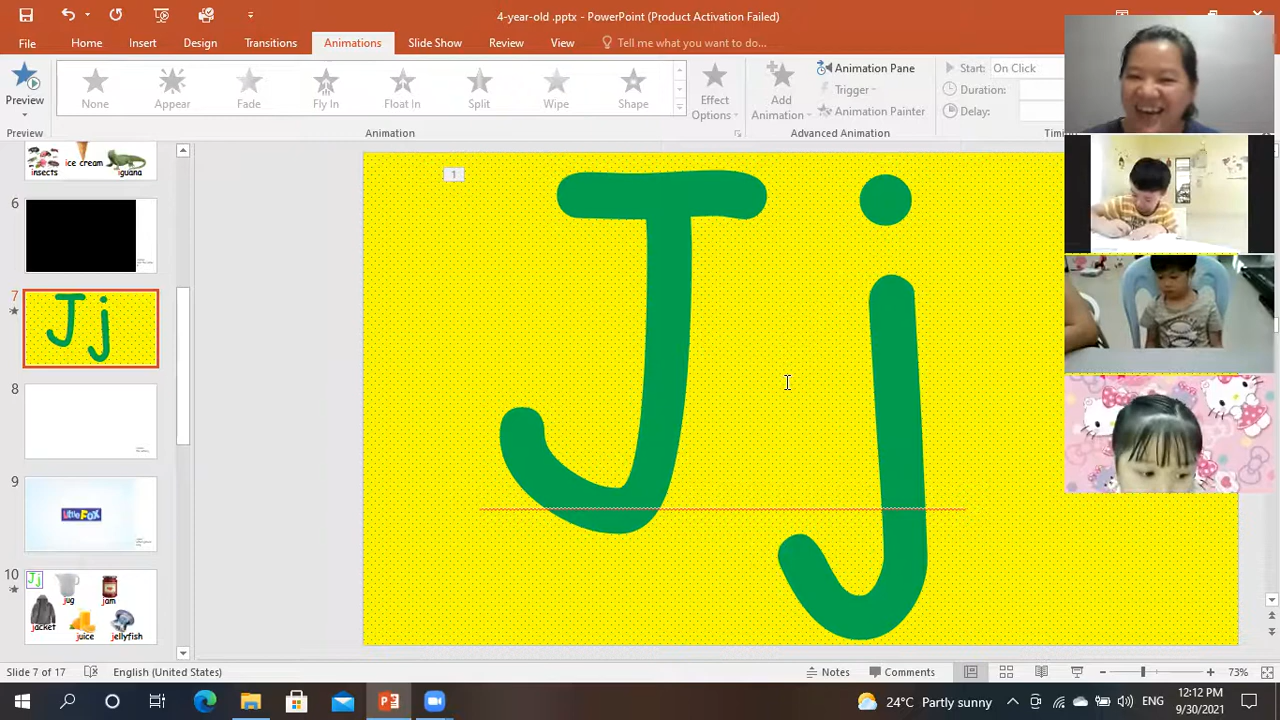 4-year-old .pptx - PowerPoint (Product Activation Failed)
File Home Insert Design Transitions Animations Slide Show Review View Tell me what you want to do...
Preview None Appear Fade Fly In Float In Split Wipe Shape Effect Options Add Animation Animation Pane Start: On Click
Trigger Duration:
Animation Painter Delay:
Preview Animation Advanced Animation
insects ice cream iguana
6
7
Jj
8
9
Little FOX
10
Jj jug jam
jacket juice jellyfish
1
J j
Slide 7 of 17 English (United States) Notes Comments 73%
24°C Partly sunny ENG 12:12 PM
9/30/2021